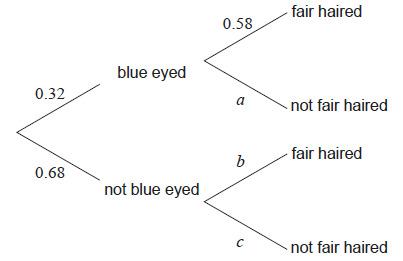 0.58
fair haired
blue eyed
0.32
a
not fair haired
0.68
not blue eyed
b
fair haired
c
not fair haired